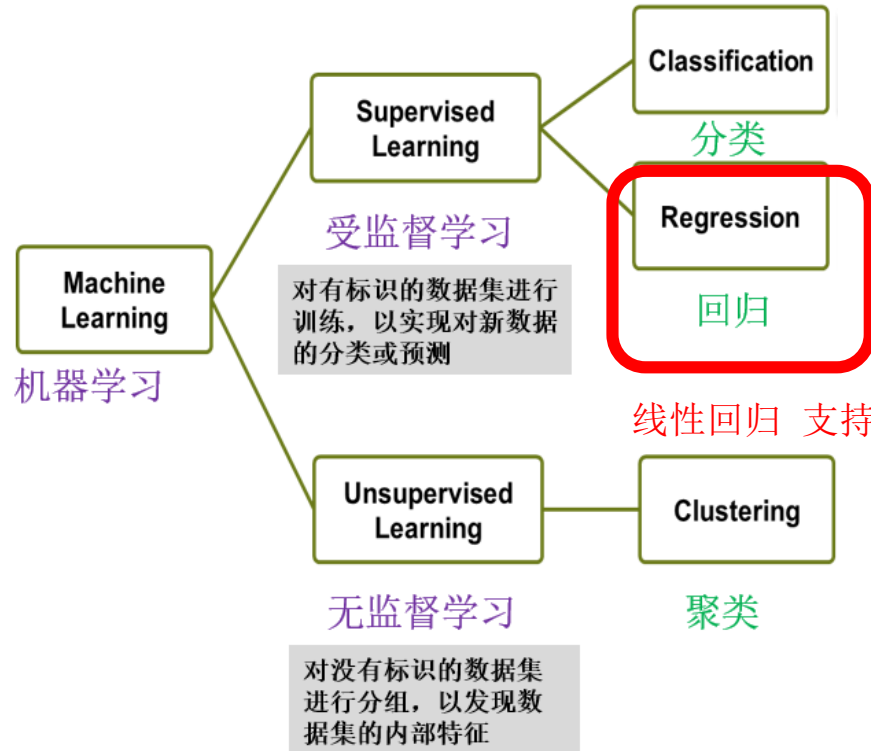 Classification
分类
Supervised
Learning
受监督学习
对有标识的数据集进行
训练，以实现对新数据
的分类或预测
Regression
回归
线性回归 支持
Machine
Learning
机器学习
Unsupervised
Learning
无监督学习
对没有标识的数据集
进行分组，以发现数
据集的内部特征
Clustering
聚类